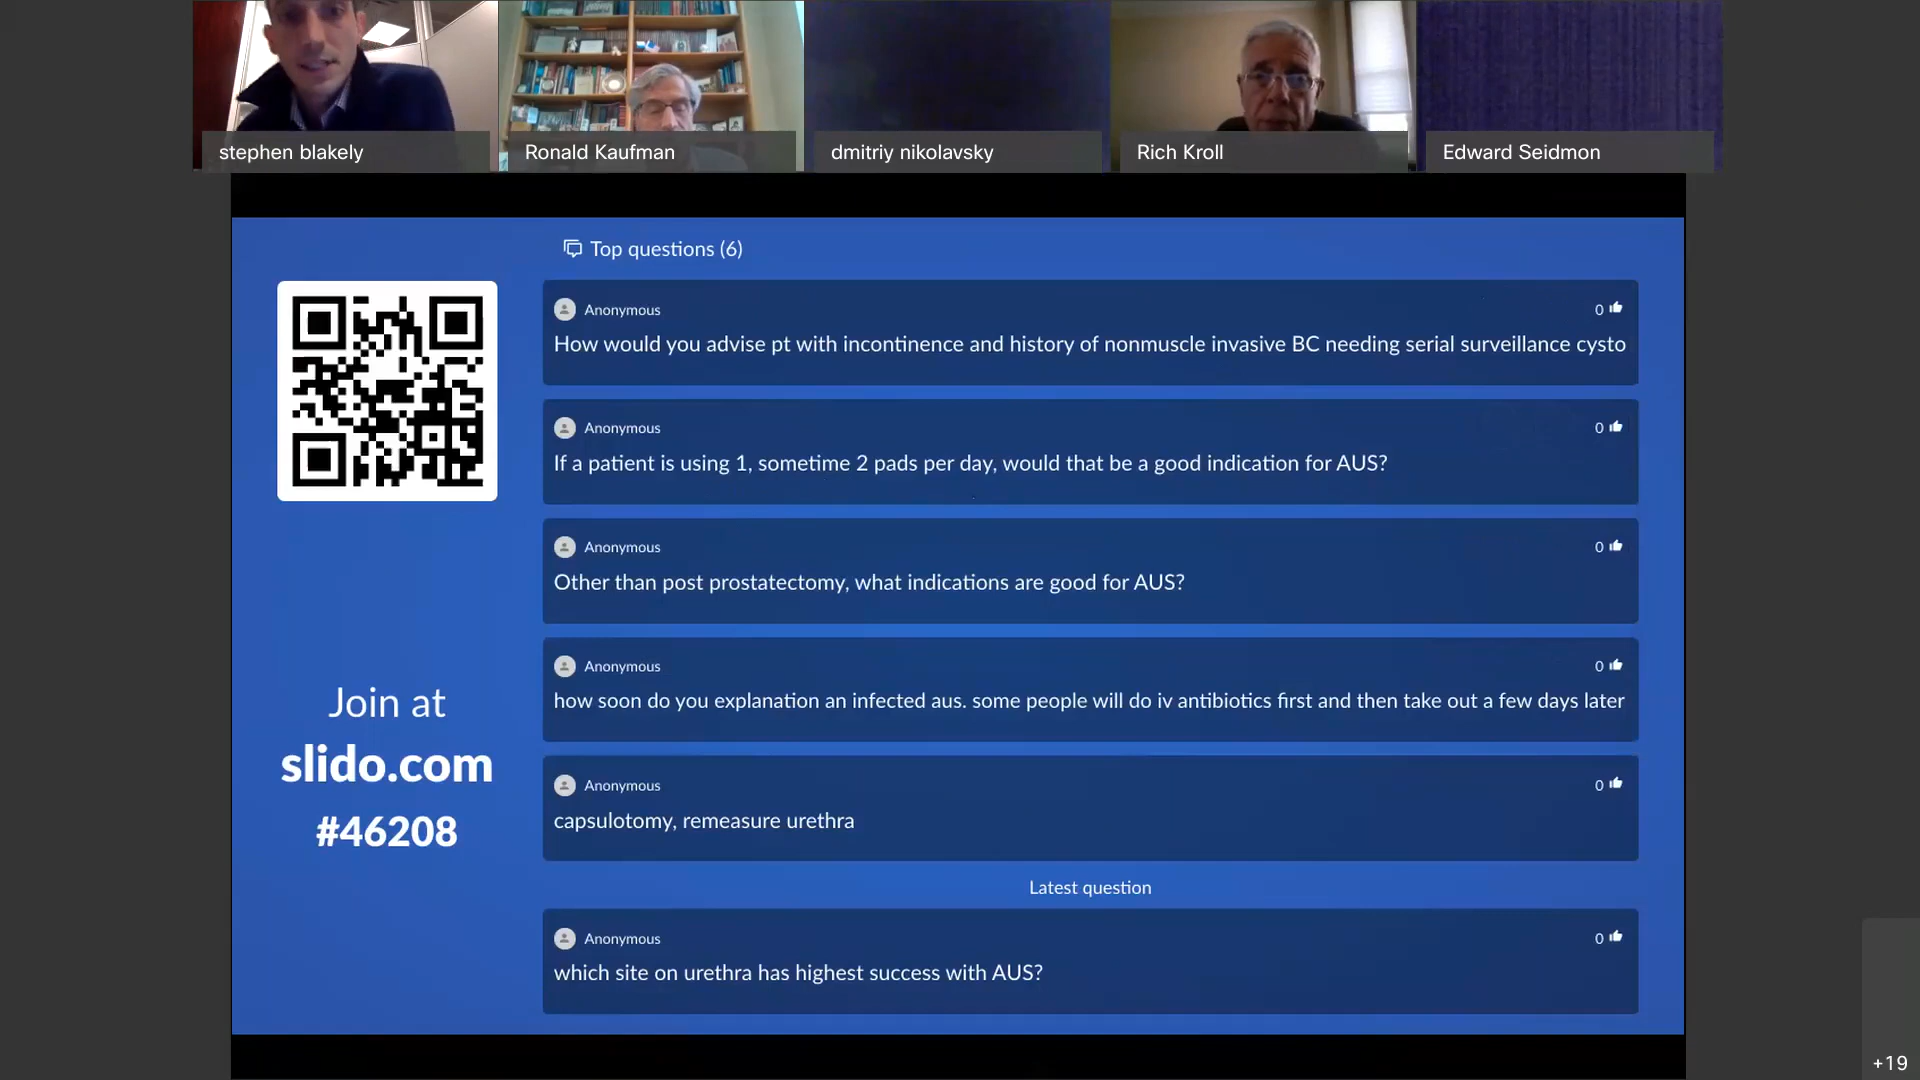 stephen blakely
Ronald Kaufman
dmitriy nikolavsky
Rich Kroll
Edward Seidmon
Top questions (6)
Anonymous
0
How would you advise pt with incontinence and history of nonmuscle invasive BC needing serial surveillance cysto
Anonymous
0
If a patient is using 1, sometime 2 pads per day, would that be a good indication for AUS?
Anonymous
0
Other than post prostatectomy, what indications are good for AUS?
Anonymous
0
how soon do you explanation an infected aus. some people will do iv antibiotics first and then take out a few days later
Anonymous
0
capsulotomy, remeasure urethra
Latest question
Anonymous
0
which site on urethra has highest success with AUS?
Join at
slido.com
#46208
+19